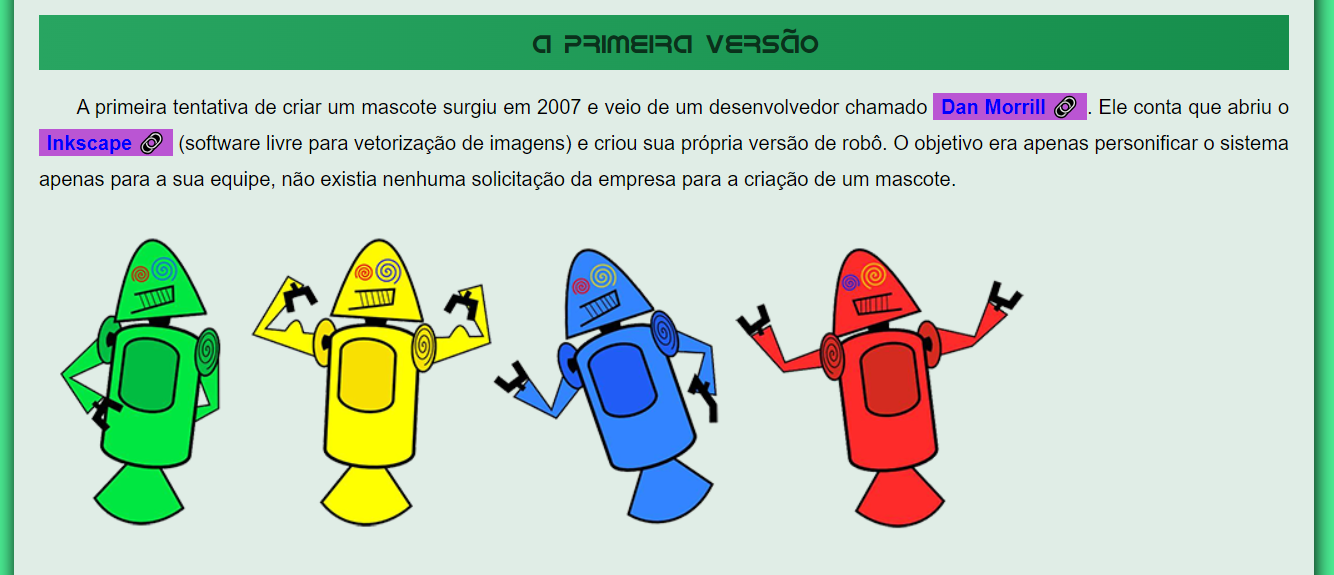 A PRIMEIRA VERSÃO
A primeira tentativa de criar um mascote surgiu em 2007 e veio de um desenvolvedor chamado Dan Morrill. Ele conta que abriu o
Inkscape (software livre para vetorização de imagens) e criou sua própria versão de robô. O objetivo era apenas personificar o sistema
apenas para a sua equipe, não existia nenhuma solicitação da empresa para a criação de um mascote.